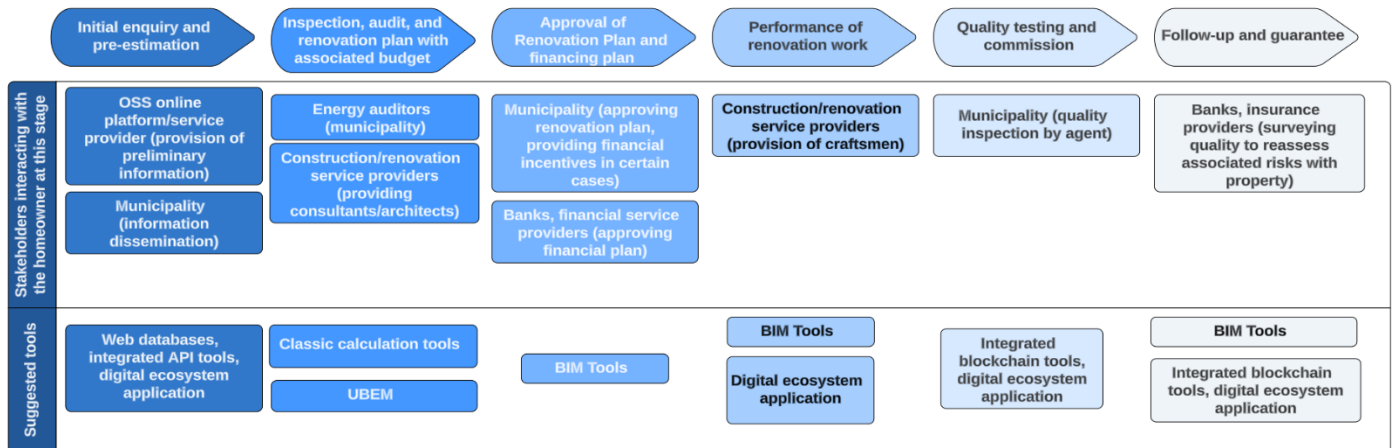 Initial enquiry and
pre-estimation
Inspection, audit, and
renovation plan with
associated budget
Approval of
Renovation Plan and
financing plan
Performance of
renovation work
Quality testing and
commission
Follow-up and guarantee
Stakeholders interacting with
the homeowner at this stage
OSS online
platform/service
provider (provision of
preliminary
information)
Municipality
(information
dissemination)
Energy auditors
(municipality)
Construction/renovation
service providers
(providing
consultants/architects)
Municipality (approving
renovation plan,
providing financial
incentives in certain
cases)
Banks, financial service
providers (approving
financial plan)
Construction/renovation
service providers
(provision of craftsmen)
Municipality (quality
inspection by agent)
Banks, insurance
providers (surveying
quality to reassess
associated risks with
property)
Suggested tools
Web databases,
integrated API tools,
digital ecosystem
application
Classic calculation tools
UBEM
BIM Tools
BIM Tools
Digital ecosystem
application
Integrated
blockchain tools,
digital ecosystem
application
BIM Tools
Integrated blockchain
tools, digital ecosystem
application